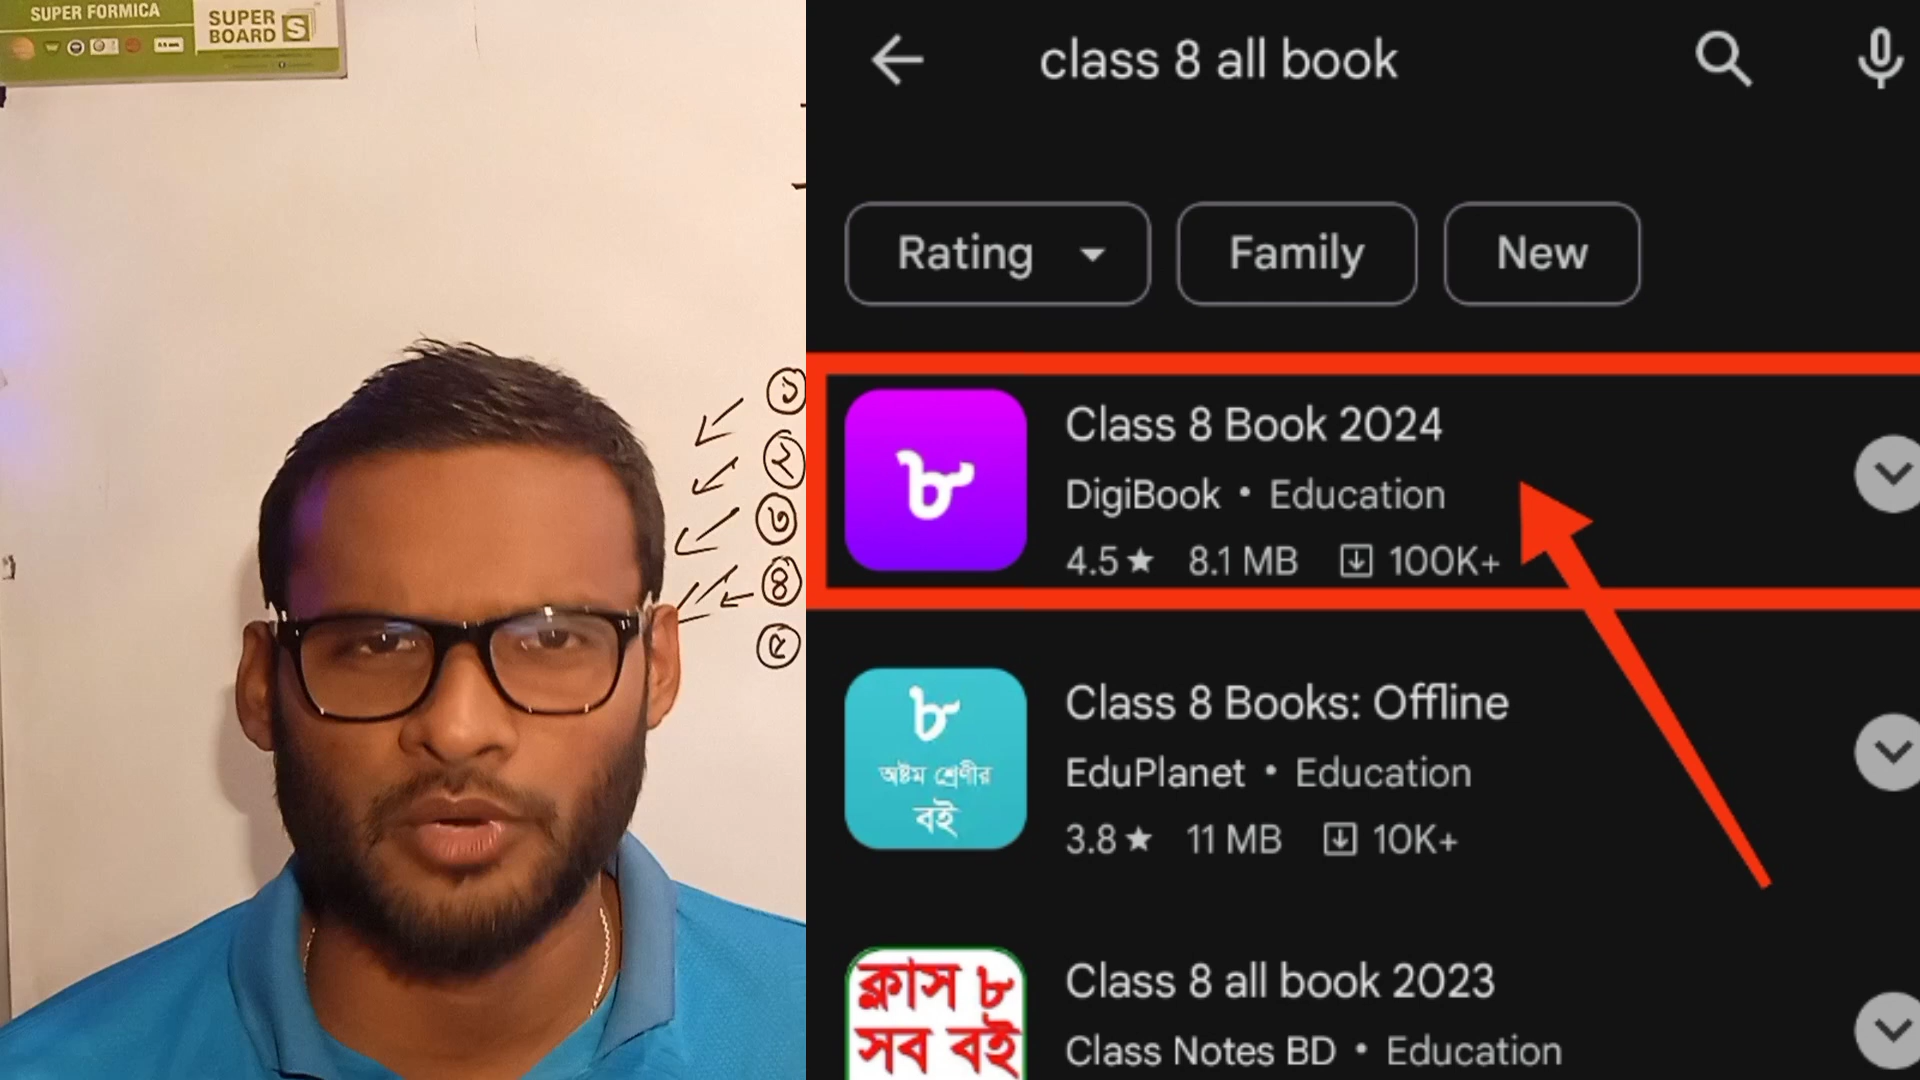 SUPER FORMICA
SUPER
BOARD S
১
২
৩
৪
৫
class 8 all book
Rating
Family
New
৮
Class 8 Book 2024
DigiBook • Education
4.5★ 8.1 MB 100K+
৮
অষ্টম শ্রেণীর
বই
Class 8 Books: Offline
EduPlanet • Education
3.8★ 11 MB 10K+
ক্লাস ৮
সব বই
Class 8 all book 2023
Class Notes BD • Education